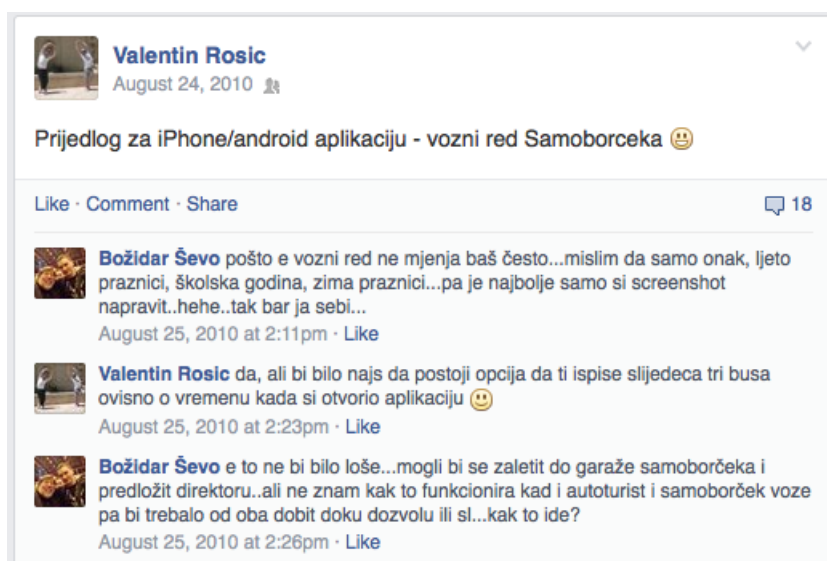 Valentin Rosic
August 24, 2010
Prijedlog za iPhone/android aplikaciju - vozni red Samoborceka
Like · Comment · Share
18
Božidar Ševo pošto e vozni red ne mjenja baš često...mislim da samo onak, ljeto
praznici, školska godina, zima praznici...pa je najbolje samo si screenshot
napravit..hehe..tak bar ja sebi...
August 25, 2010 at 2:11pm · Like
Valentin Rosic da, ali bi bilo najs da postoji opcija da ti ispise slijedeca tri busa
ovisno o vremenu kada si otvorio aplikaciju
August 25, 2010 at 2:23pm · Like
Božidar Ševo e to ne bi bilo loše...mogli bi se zaletit do garaže samoborčeka i
predložit direktoru..ali ne znam kak to funkcionira kad i autoturist i samoborček voze
pa bi trebalo od oba dobit doku dozvolu ili sl...kak to ide?
August 25, 2010 at 2:26pm · Like